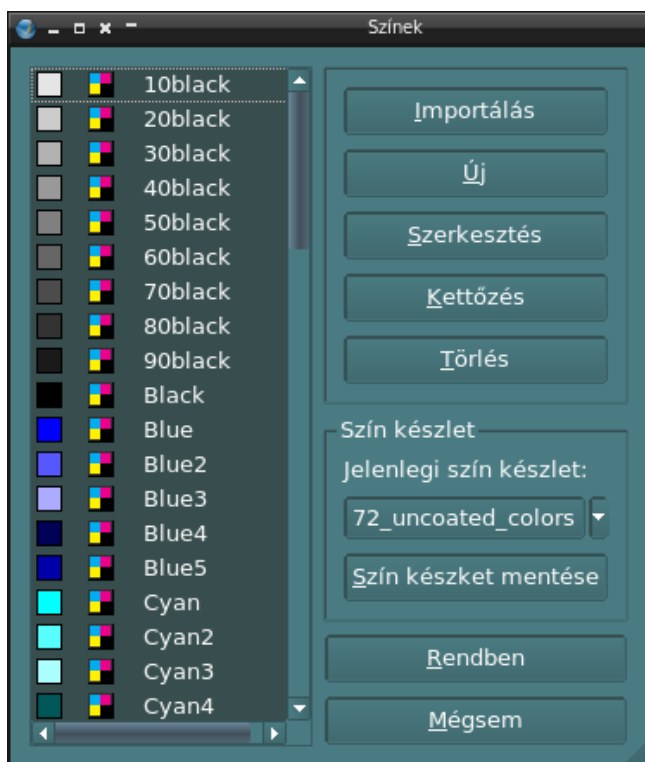 Színek
10black
20black
30black
40black
50black
60black
70black
80black
90black
Black
Blue
Blue2
Blue3
Blue4
Blue5
Cyan
Cyan2
Cyan3
Cyan4
Importálás
Új
Szerkesztés
Kettőzés
Törlés
Szín készlet
Jelenlegi szín készlet:
72_uncoated_colors
Szín készket mentése
Rendben
Mégsem